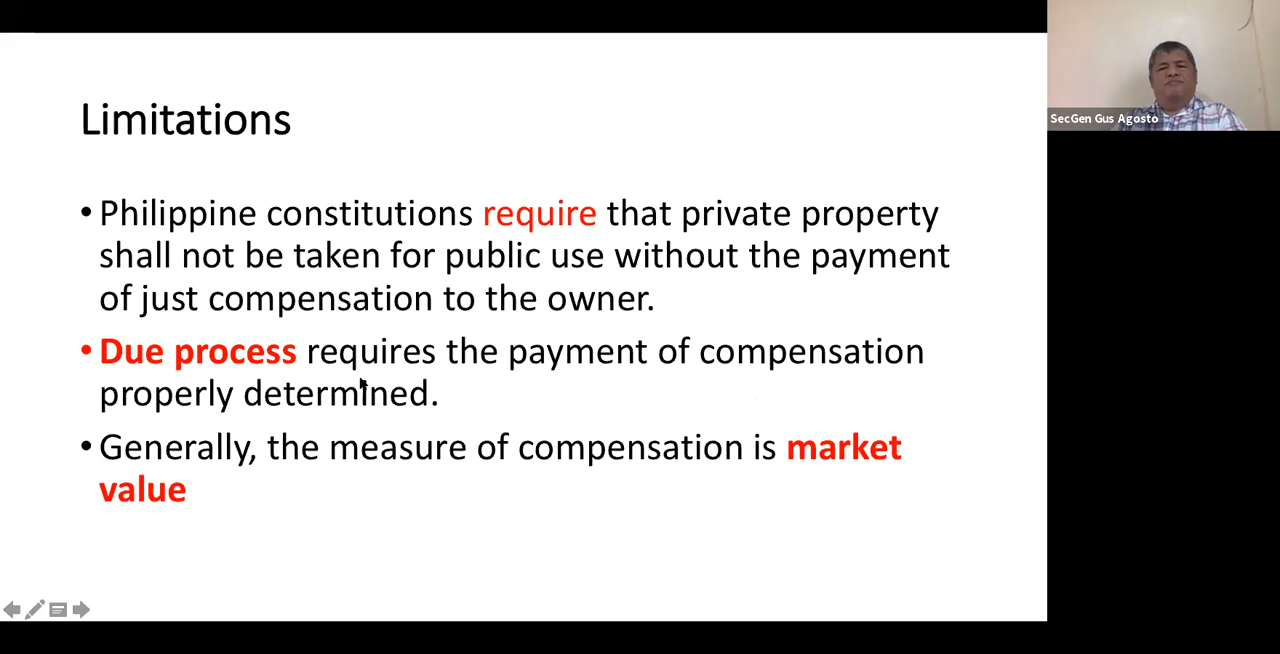 Limitations
• Philippine constitutions require that private property
shall not be taken for public use without the payment
of just compensation to the owner.
• Due process requires the payment of compensation
properly determined.
• Generally, the measure of compensation is market
value
SecGen Gus Agosto